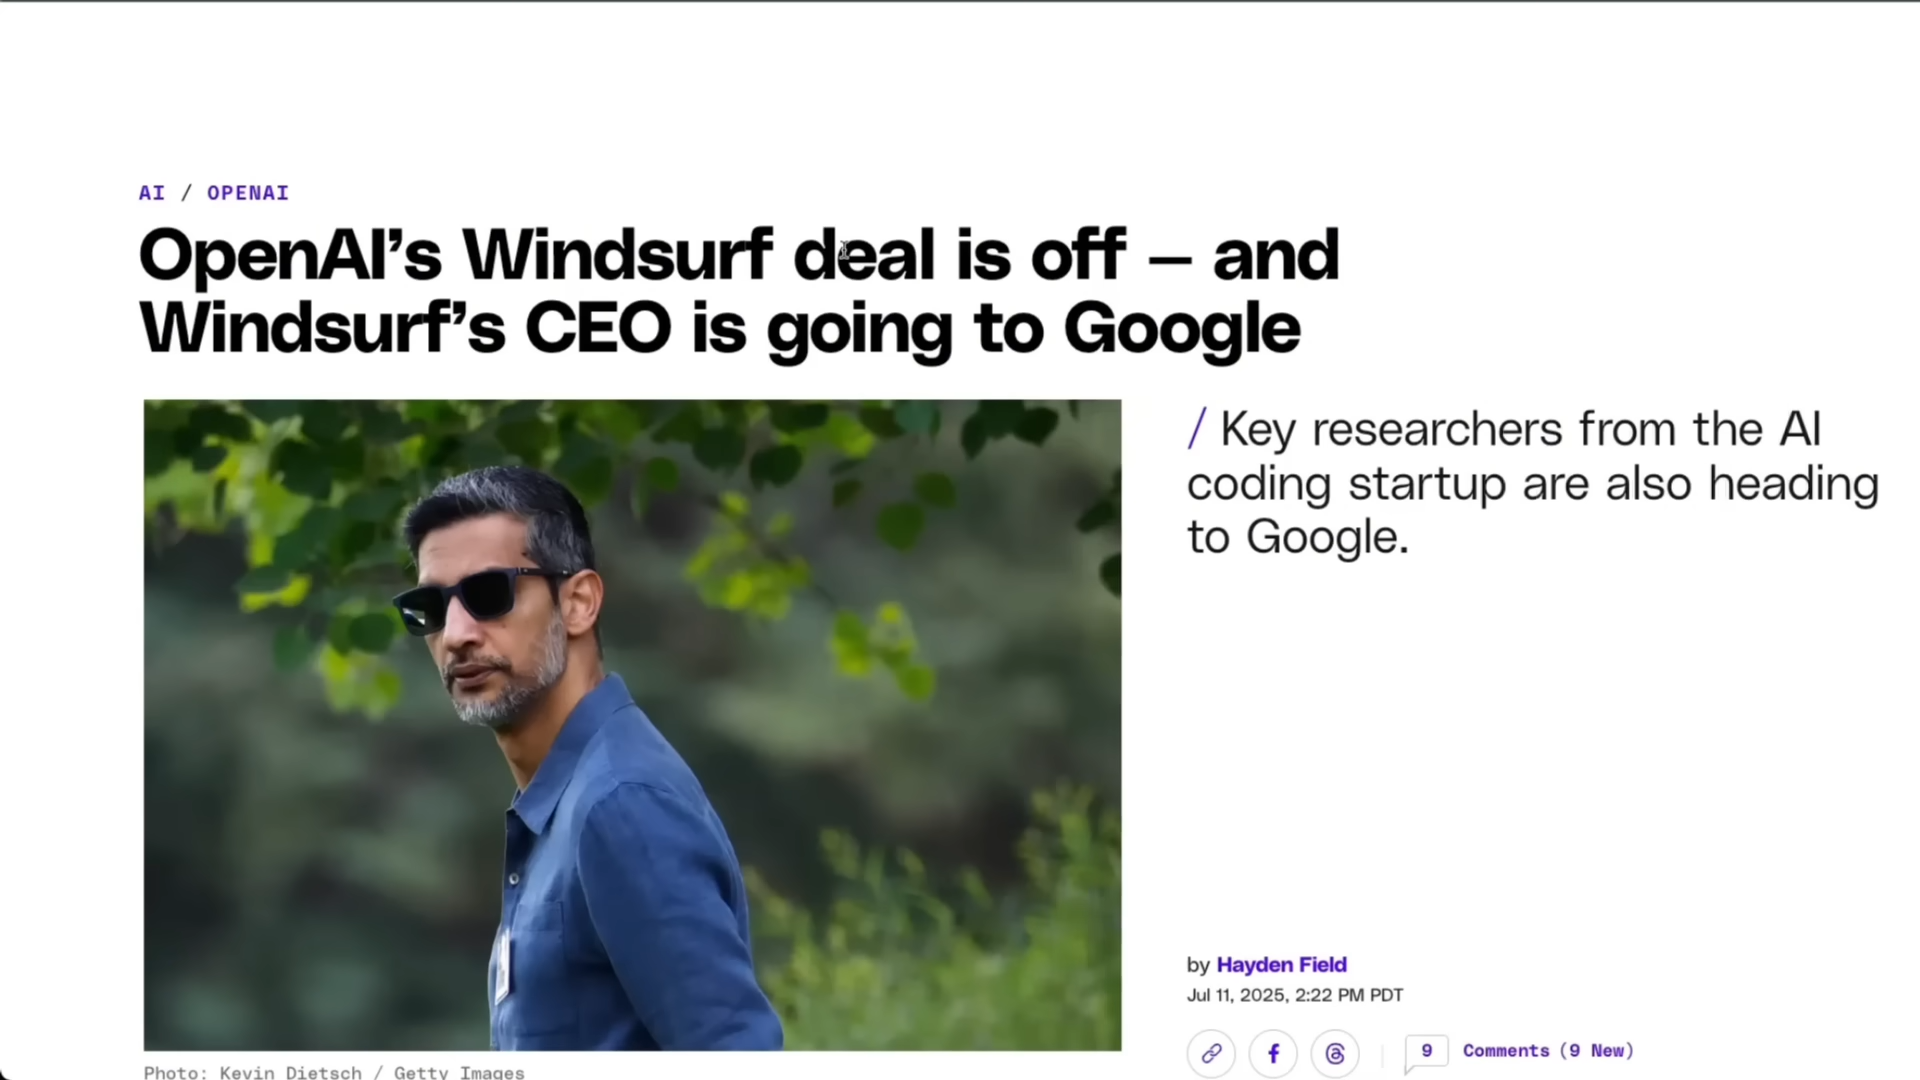 AI / OPENAI
OpenAI’s Windsurf deal is off — and
Windsurf’s CEO is going to Google
/ Key researchers from the AI
coding startup are also heading
to Google.
by Hayden Field
Jul 11, 2025, 2:22 PM PDT
9 Comments (9 New)
Photo: Kevin Dietsch / Getty Images